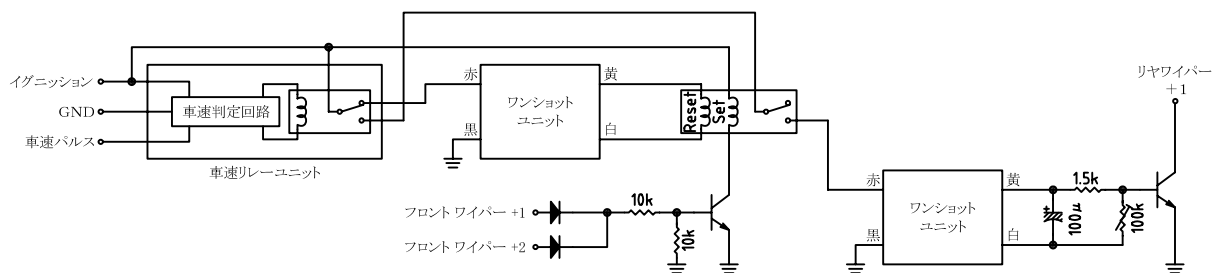 イグニッション
GND
車速パルス
車速判定回路
車速リレーユニット
赤
黒
ワンショット
ユニット
黄
白
Reset
Set
フロント ワイパー +1
フロント ワイパー +2
10k
10k
赤
黒
ワンショット
ユニット
黄
白
100μ
1.5k
100k
リヤワイパー
+1